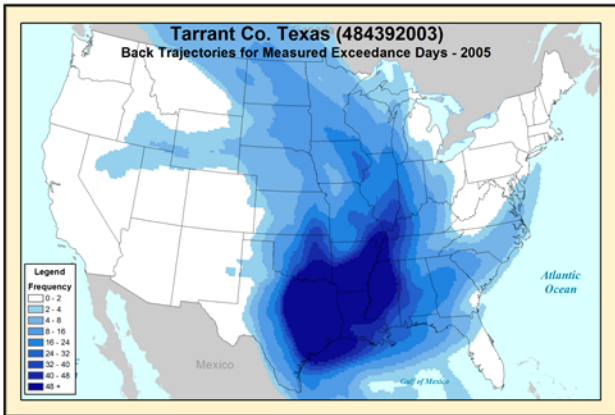 Tarrant Co. Texas (484392003)
Back Trajectories for Measured Exceedance Days - 2005
Legend
Frequency
0 - 2
2 - 4
4 - 8
8 - 16
16 - 24
24 - 32
32 - 40
40 - 48
48 +
Atlantic
Ocean
Mexico
Gulf of Mexico